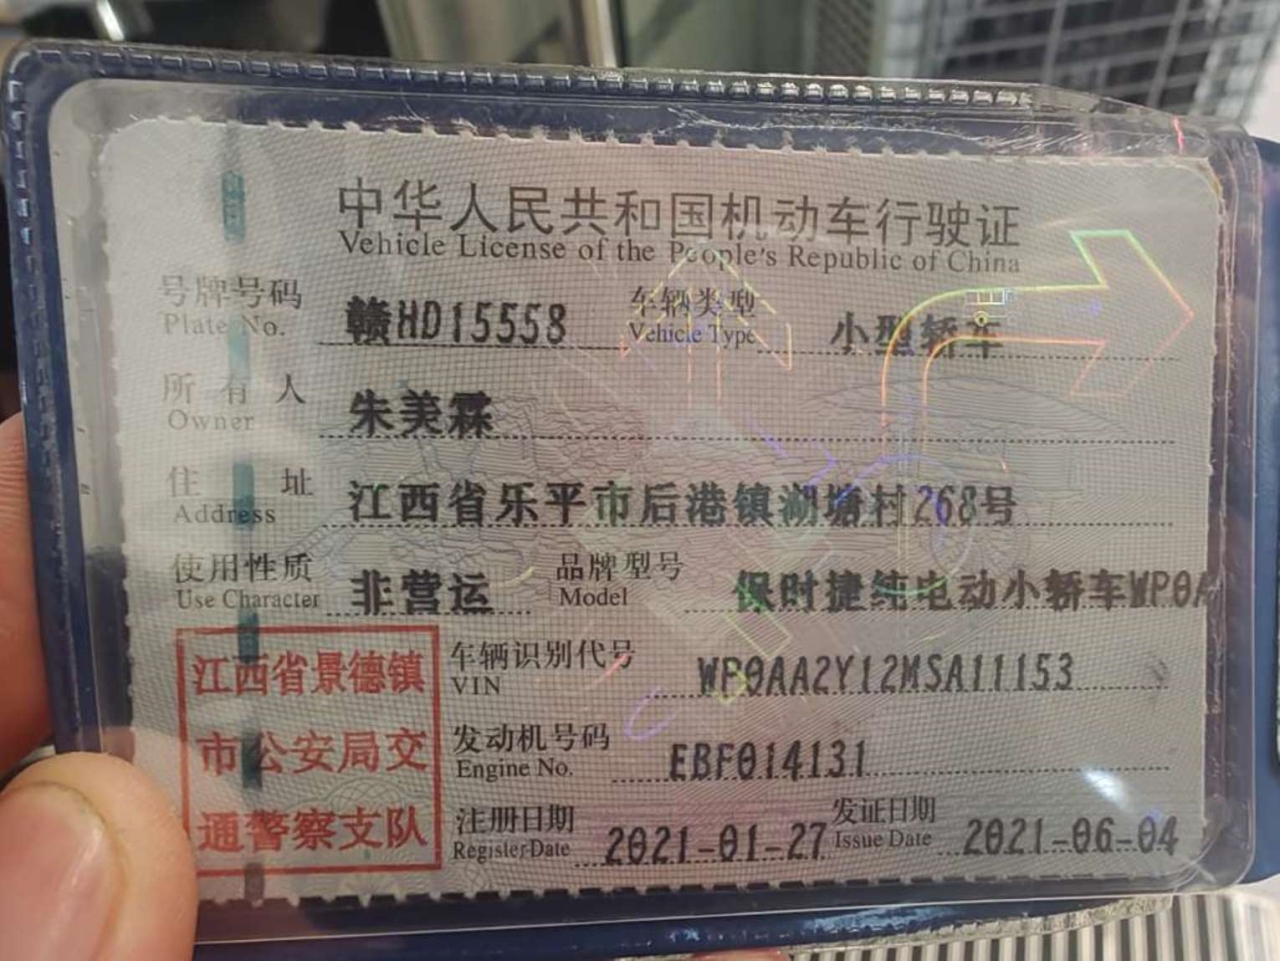 中华人民共和国机动车行驶证
Vehicle License of the People's Republic of China
号牌号码 赣HD15558 车辆类型 小型轿车
Plate No. Vehicle Type
所有人 朱美霖
Owner
住址 江西省乐平市后港镇湖塘村268号
Address
使用性质 非营运 品牌型号 保时捷纯电动小轿车WP0A
Use Character Model
江西省景德镇
市公安局交
通警察支队
车辆识别代号 WP0AA2Y12MSA11153
VIN
发动机号码 EBF014131
Engine No.
注册日期 2021-01-27 发证日期 2021-06-04
Register Date Issue Date